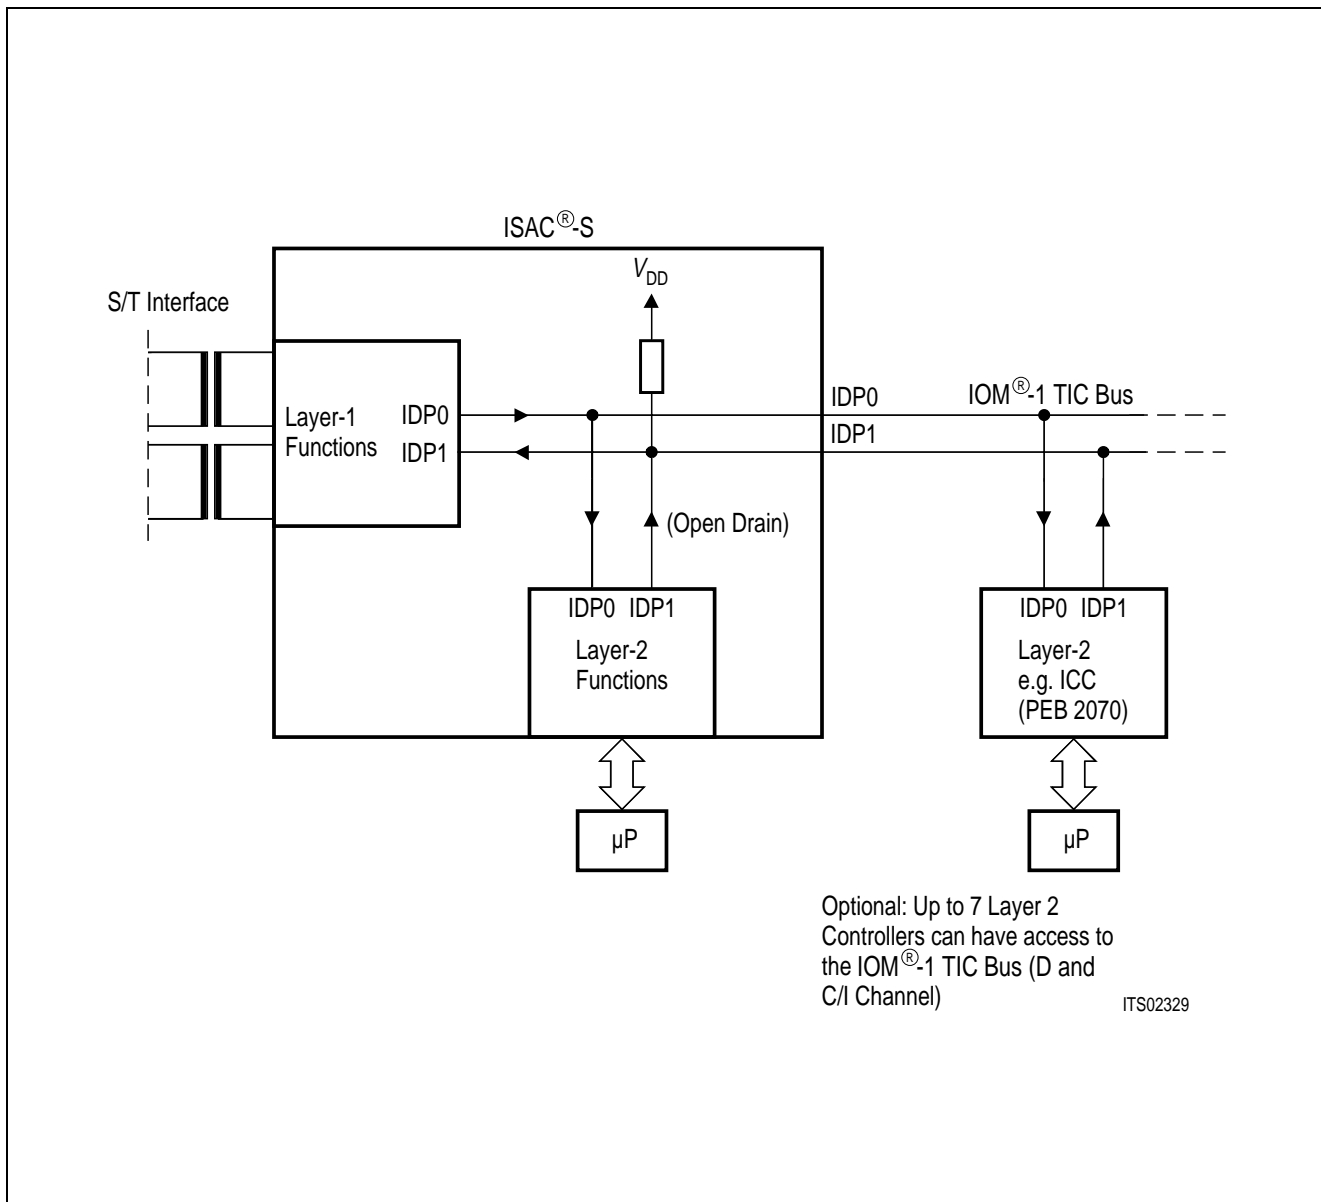 ISAC®-S
V DD
S/T Interface
Layer-1
Functions
IDP0
IDP1
IDP0
IDP1
IOM®-1 TIC Bus
(Open Drain)
IDP0 IDP1
Layer-2
Functions
IDP0 IDP1
Layer-2
e.g. ICC
(PEB 2070)
µP
µP
Optional: Up to 7 Layer 2
Controllers can have access to
the IOM®-1 TIC Bus (D and
C/I Channel)
ITS02329